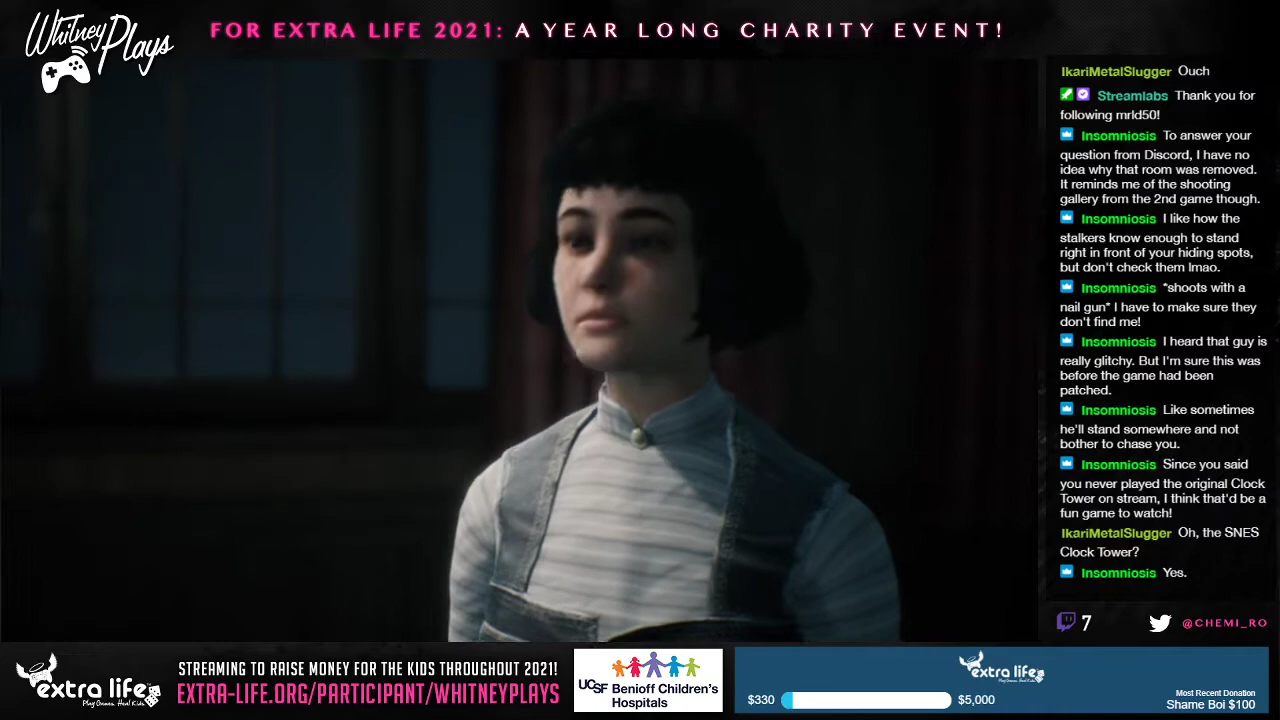 Whitney Plays
FOR EXTRA LIFE 2021: A YEAR LONG CHARITY EVENT!
IkariMetalSlugger Ouch
Streamlabs Thank you for
following mrld50!
Insomniosis To answer your
question from Discord, I have no
idea why that room was removed.
It reminds me of the shooting
gallery from the 2nd game though.
Insomniosis I like how the
stalkers know enough to stand
right in front of your hiding spots,
but don't check them lmao.
Insomniosis *shoots with a
nail gun* I have to make sure they
don't find me!
Insomniosis I heard that guy is
really glitchy. But I'm sure this was
before the game had been
patched.
Insomniosis Like sometimes
he'll stand somewhere and not
bother to chase you.
Insomniosis Since you said
you never played the original Clock
Tower on stream, I think that'd be a
fun game to watch!
IkariMetalSlugger Oh, the SNES
Clock Tower?
Insomniosis Yes.
7
@CHEMI_RO
extra life
Play Games. Heal Kids.
STREAMING TO RAISE MONEY FOR THE KIDS THROUGHOUT 2021!
EXTRA-LIFE.ORG/PARTICIPANT/WHITNEYPLAYS
UCSF Benioff Children's
Hospitals
extra life
Play Games. Heal Kids.
$330
$5,000
Most Recent Donation
Shame Boi $100